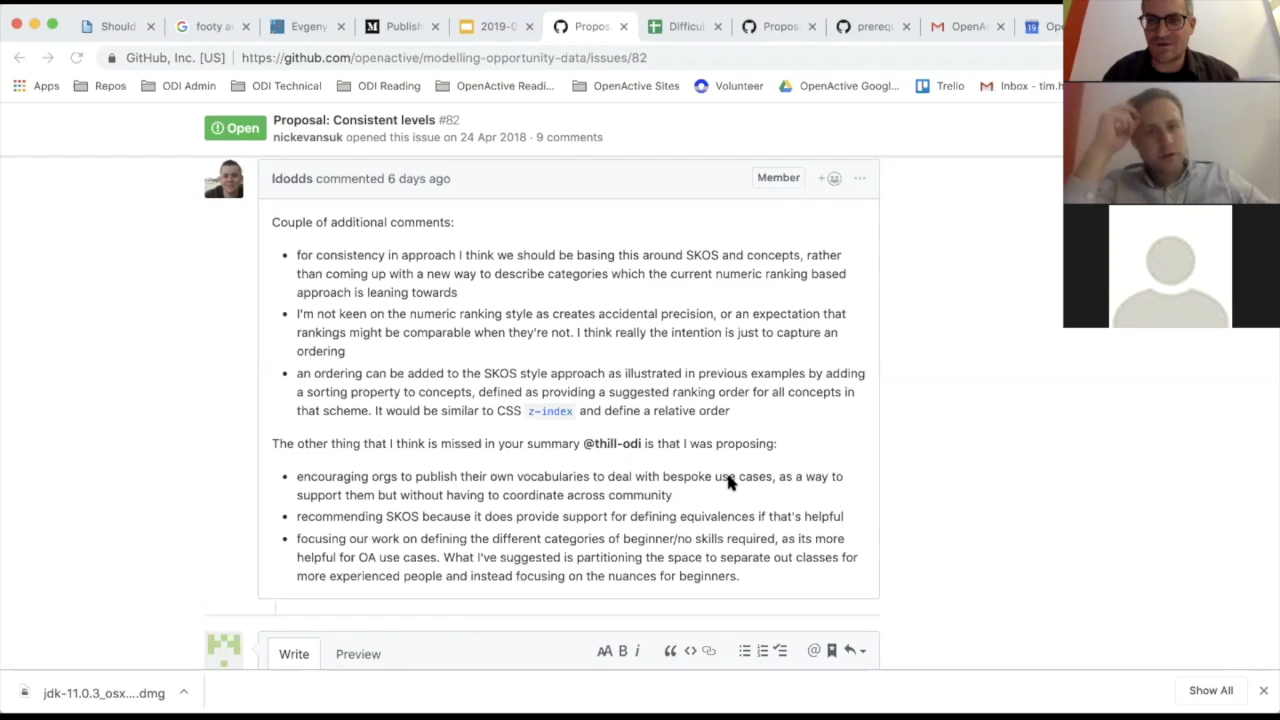 Should
footy a
Evgeny
Publish
2019-0
Propos
Difficul
Propos
prereq
OpenA
Ope
GitHub, Inc. [US] https://github.com/openactive/modelling-opportunity-data/issues/82
Apps Repos ODI Admin ODI Technical ODI Reading OpenActive Readi... OpenActive Sites Volunteer OpenActive Googl... Trello Inbox - tim.h
Open
Proposal: Consistent levels #82
nickevansuk opened this issue on 24 Apr 2018 · 9 comments
ldodds commented 6 days ago Member
Couple of additional comments:
• for consistency in approach I think we should be basing this around SKOS and concepts, rather
than coming up with a new way to describe categories which the current numeric ranking based
approach is leaning towards
• I'm not keen on the numeric ranking style as creates accidental precision, or an expectation that
rankings might be comparable when they're not. I think really the intention is just to capture an
ordering
• an ordering can be added to the SKOS style approach as illustrated in previous examples by adding
a sorting property to concepts, defined as providing a suggested ranking order for all concepts in
that scheme. It would be similar to CSS z-index and define a relative order
The other thing that I think is missed in your summary @thill-odi is that I was proposing:
• encouraging orgs to publish their own vocabularies to deal with bespoke use cases, as a way to
support them but without having to coordinate across community
• recommending SKOS because it does provide support for defining equivalences if that's helpful
• focusing our work on defining the different categories of beginner/no skills required, as its more
helpful for OA use cases. What I've suggested is partitioning the space to separate out classes for
more experienced people and instead focusing on the nuances for beginners.
Write Preview AA B i
jdk-11.0.3_osx....dmg
Show All